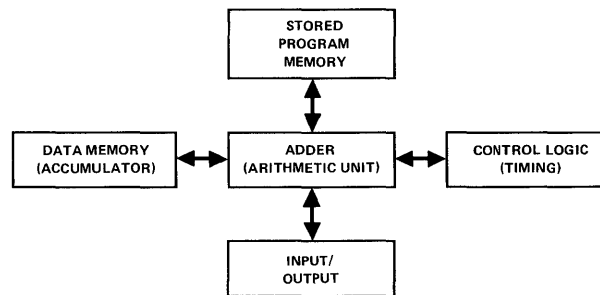 STORED
PROGRAM
MEMORY
DATA MEMORY
(ACCUMULATOR)
ADDER
(ARITHMETIC UNIT)
CONTROL LOGIC
(TIMING)
INPUT/
OUTPUT